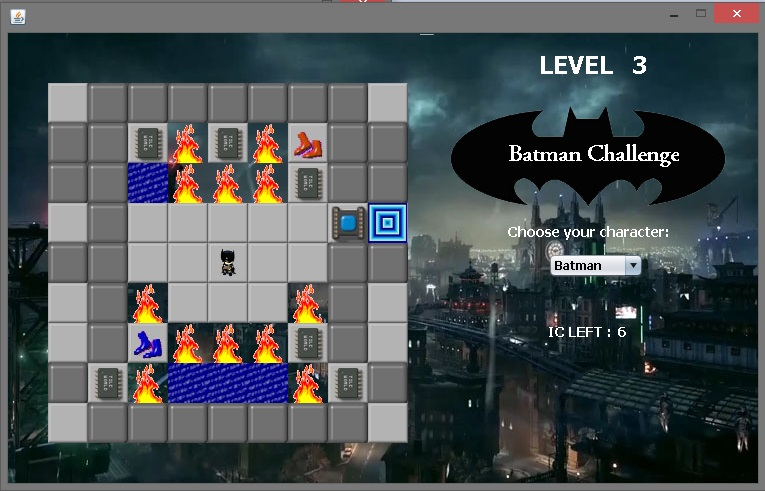 LEVEL 3
Batman Challenge
Choose your character:
Batman
IC LEFT : 6